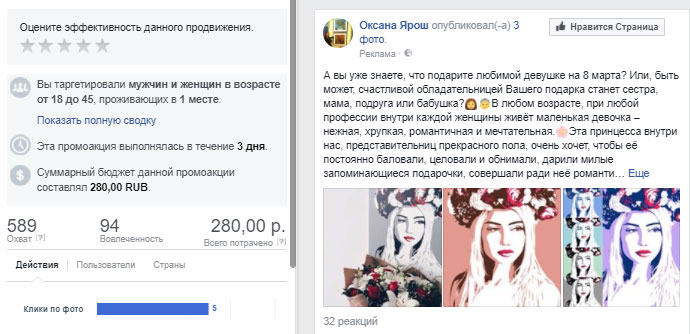 Оцените эффективность данного продвижения.
Вы таргетировали мужчин и женщин в возрасте
от 18 до 45, проживающих в 1 месте.
Показать полную сводку
Эта промоакция выполнялась в течение 3 дня.
Суммарный бюджет данной промоакции
составлял 280,00 RUB.
589
Охват [?]
94
Вовлеченность
280,00 р.
Всего потрачено [?]
Действия
Пользователи
Страны
Клики по фото
5
Оксана Ярош опубликовал(-а) 3
фото.
Реклама ·
Нравится Страница
А вы уже знаете, что подарите любимой девушке на 8 марта? Или, быть
может, счастливой обладательницей Вашего подарка станет сестра,
мама, подруга или бабушка?👩👵В любом возрасте, при любой
профессии внутри каждой женщины живёт маленькая девочка –
нежная, хрупкая, романтичная и мечтательная.🌸Эта принцесса внутри
нас, представительниц прекрасного пола, очень хочет, чтобы её
постоянно баловали, целовали и обнимали, дарили милые
запоминающиеся подарочки, совершали ради неё романти… Еще
32 реакций